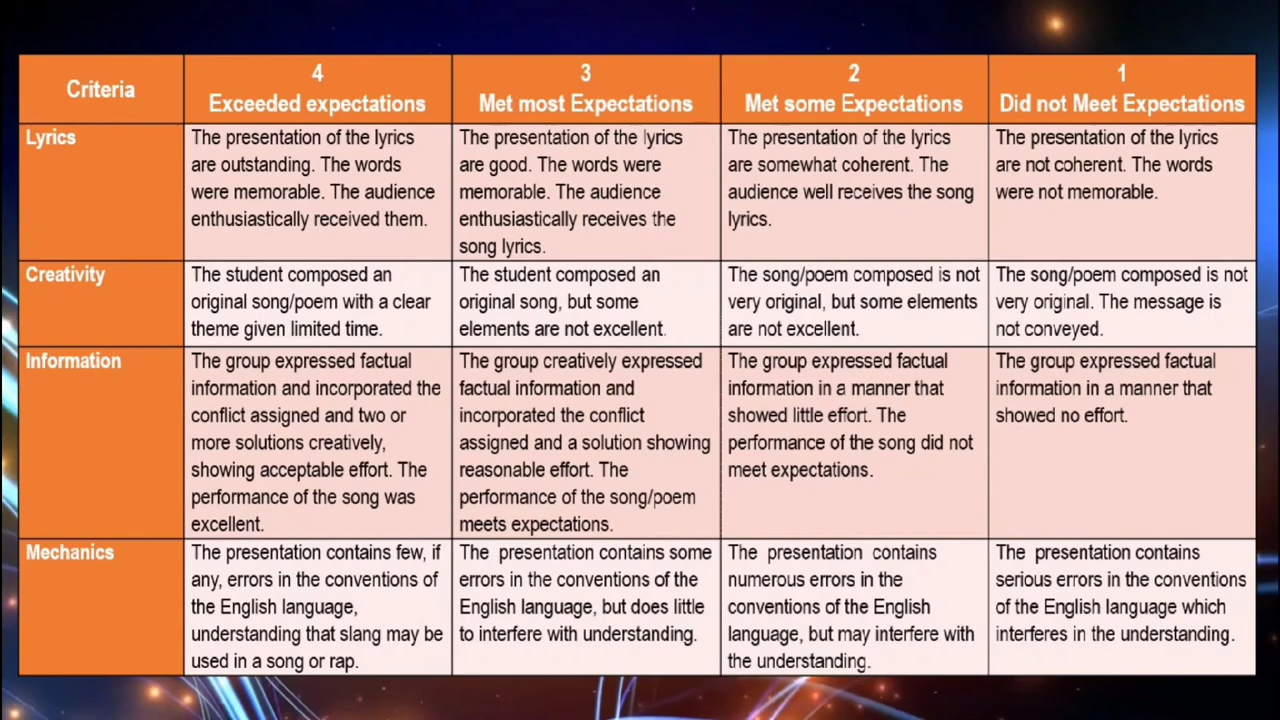 Criteria
4
Exceeded expectations
3
Met most Expectations
2
Met some Expectations
1
Did not Meet Expectations
Lyrics
The presentation of the lyrics
are outstanding. The words
were memorable. The audience
enthusiastically received them.
The presentation of the lyrics
are good. The words were
memorable. The audience
enthusiastically receives the
song lyrics.
The presentation of the lyrics
are somewhat coherent. The
audience well receives the song
lyrics.
The presentation of the lyrics
are not coherent. The words
were not memorable.
Creativity
The student composed an
original song/poem with a clear
theme given limited time.
The student composed an
original song, but some
elements are not excellent.
The song/poem composed is not
very original, but some elements
are not excellent.
The song/poem composed is not
very original. The message is
not conveyed.
Information
The group expressed factual
information and incorporated the
conflict assigned and two or
more solutions creatively,
showing acceptable effort. The
performance of the song was
excellent.
The group creatively expressed
factual information and
incorporated the conflict
assigned and a solution showing
reasonable effort. The
performance of the song/poem
meets expectations.
The group expressed factual
information in a manner that
showed little effort. The
performance of the song did not
meet expectations.
The group expressed factual
information in a manner that
showed no effort.
Mechanics
The presentation contains few, if
any, errors in the conventions of
the English language,
understanding that slang may be
used in a song or rap.
The presentation contains some
errors in the conventions of the
English language, but does little
to interfere with understanding.
The presentation contains
numerous errors in the
conventions of the English
language, but may interfere with
the understanding.
The presentation contains
serious errors in the conventions
of the English language which
interferes in the understanding.